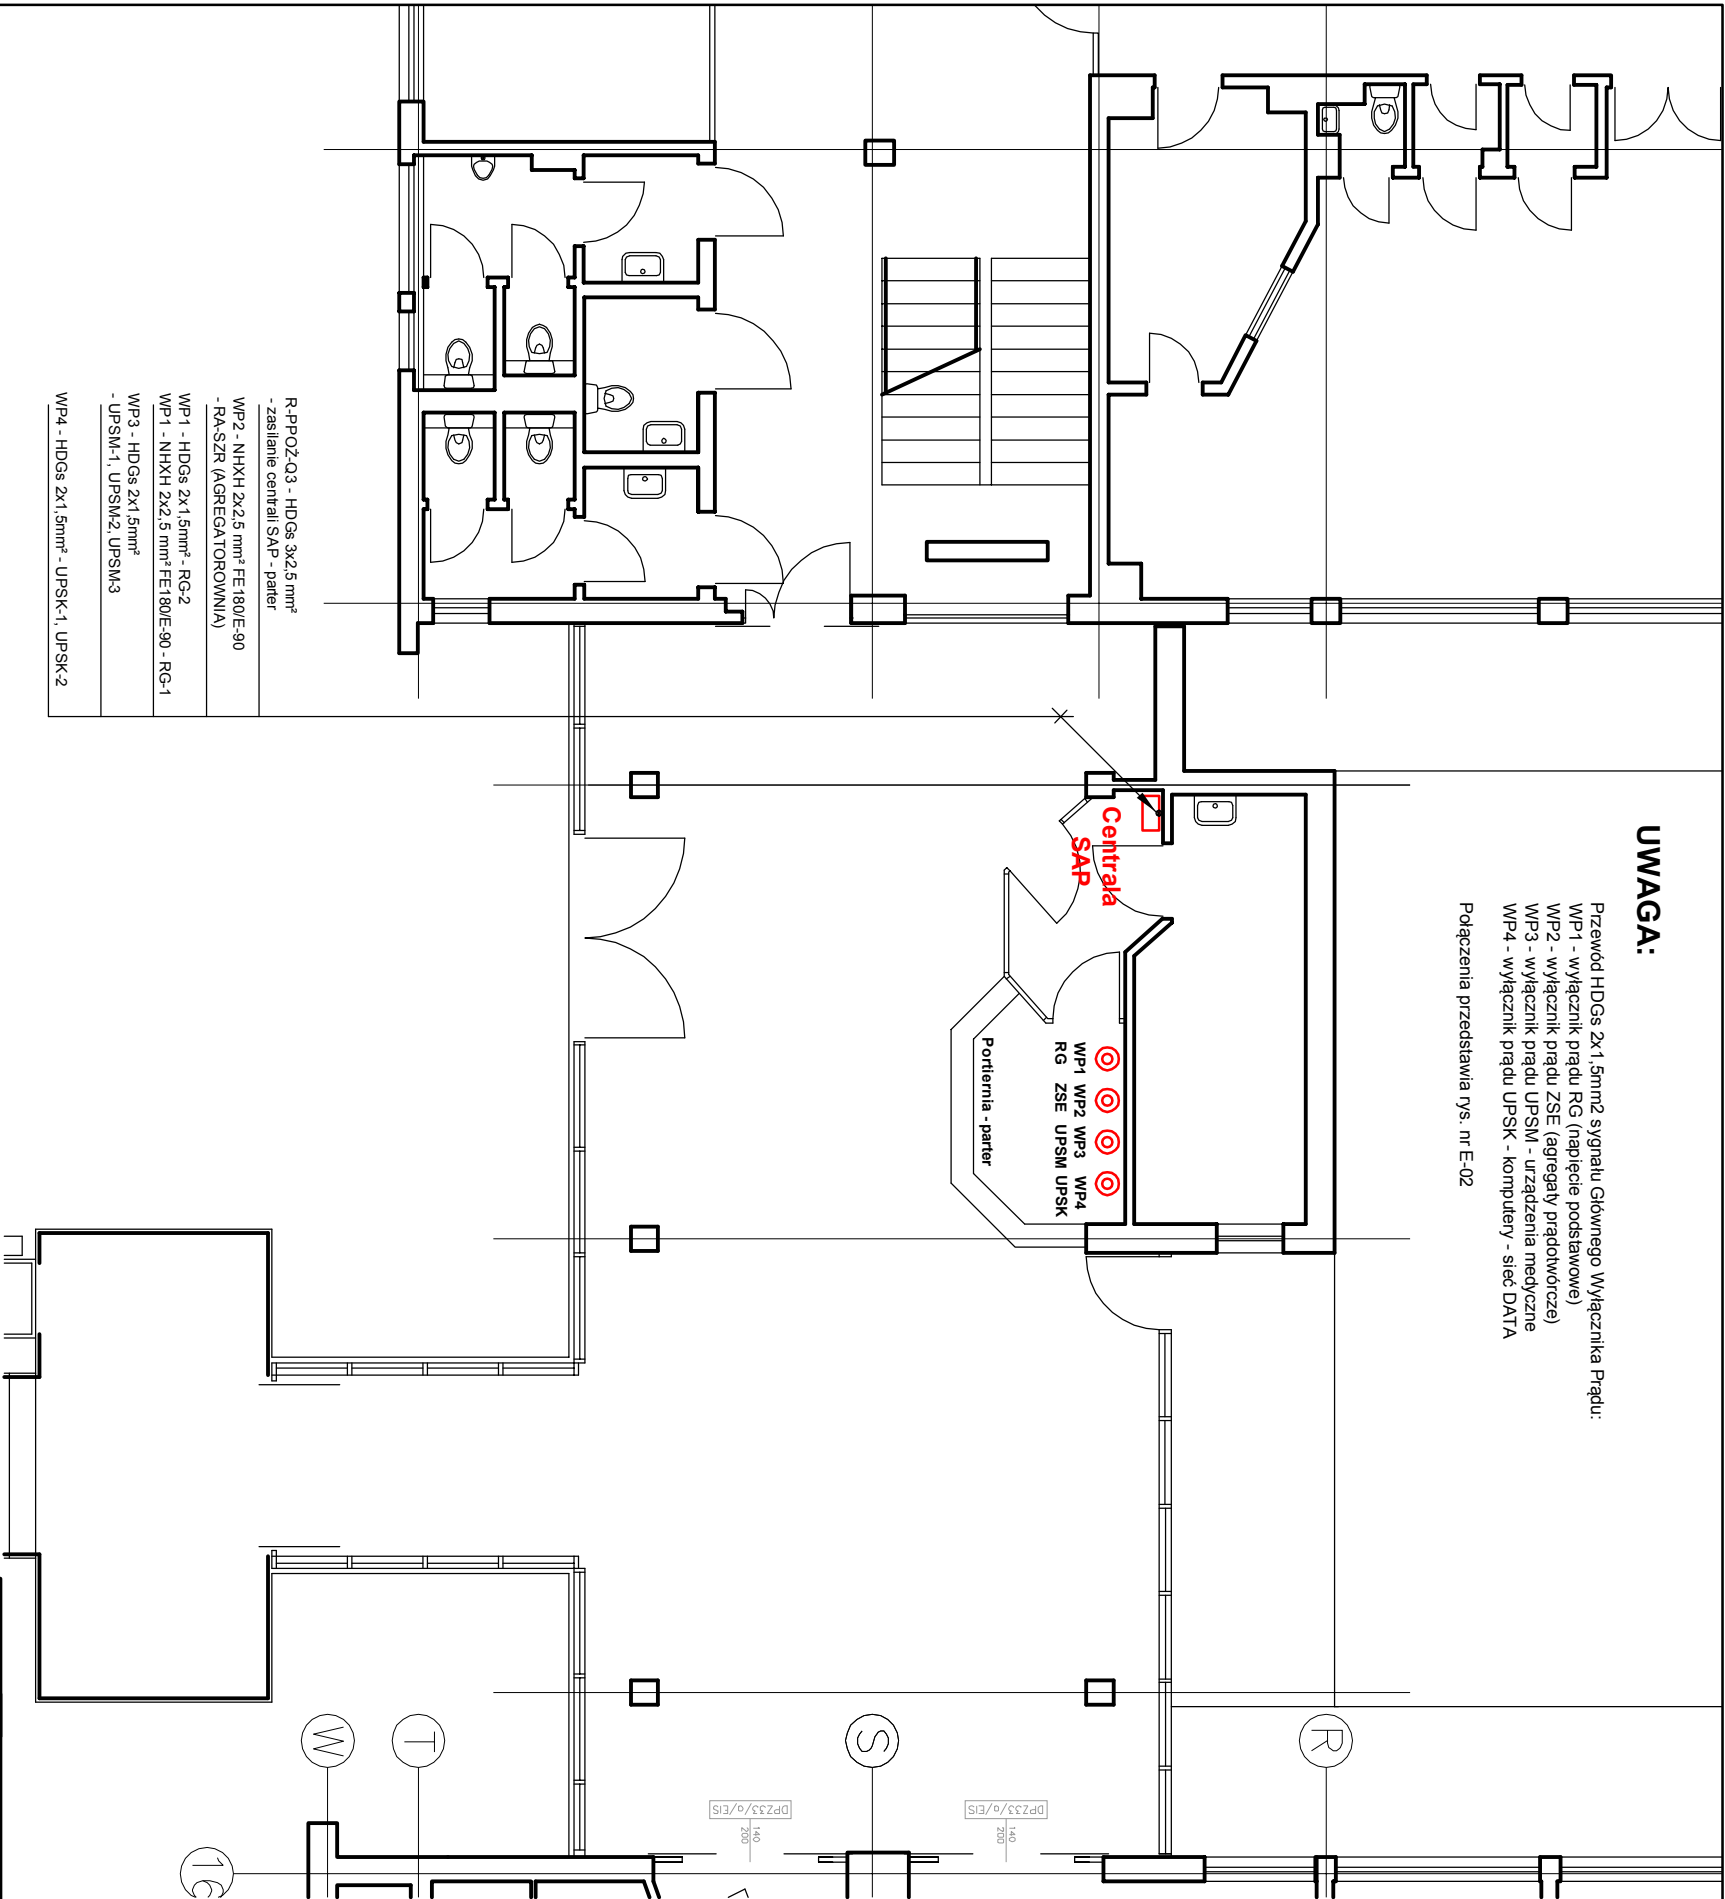 UWAGA:
Przewód HDGs 2x1,5mm2 sygnału Głównego Wyłącznika Prądu:
WP1 - wyłącznik prądu RG (napięcie podstawowe)
WP2 - wyłącznik prądu ZSE (agregaty prądotwórcze)
WP3 - wyłącznik prądu UPSM - urządzenia medyczne
WP4 - wyłącznik prądu UPSK - komputery - sieć DATA
Połączenia przedstawia rys. nr E-02
Centrala
SAP
WP1 WP2 WP3 WP4
RG ZSE UPSM UPSK
Portiernia - parter
R-PPOŻ-Q3 - HDGs 3x2,5 mm²
- zasilanie centrali SAP - parter
WP2 - NHXH 2x2,5 mm² FE180/E-90
- RA-SZR (AGREGATOROWNIA)
WP1 - HDGs 2x1,5mm² - RG-2
WP1 - NHXH 2x2,5 mm² FE180/E-90 - RG-1
WP3 - HDGs 2x1,5mm²
- UPSM-1, UPSM-2, UPSM-3
WP4 - HDGs 2x1,5mm² - UPSK-1, UPSK-2
R
S
T
W
DPZ33/a/EIS
140
200
DPZ33/a/EIS
140
200